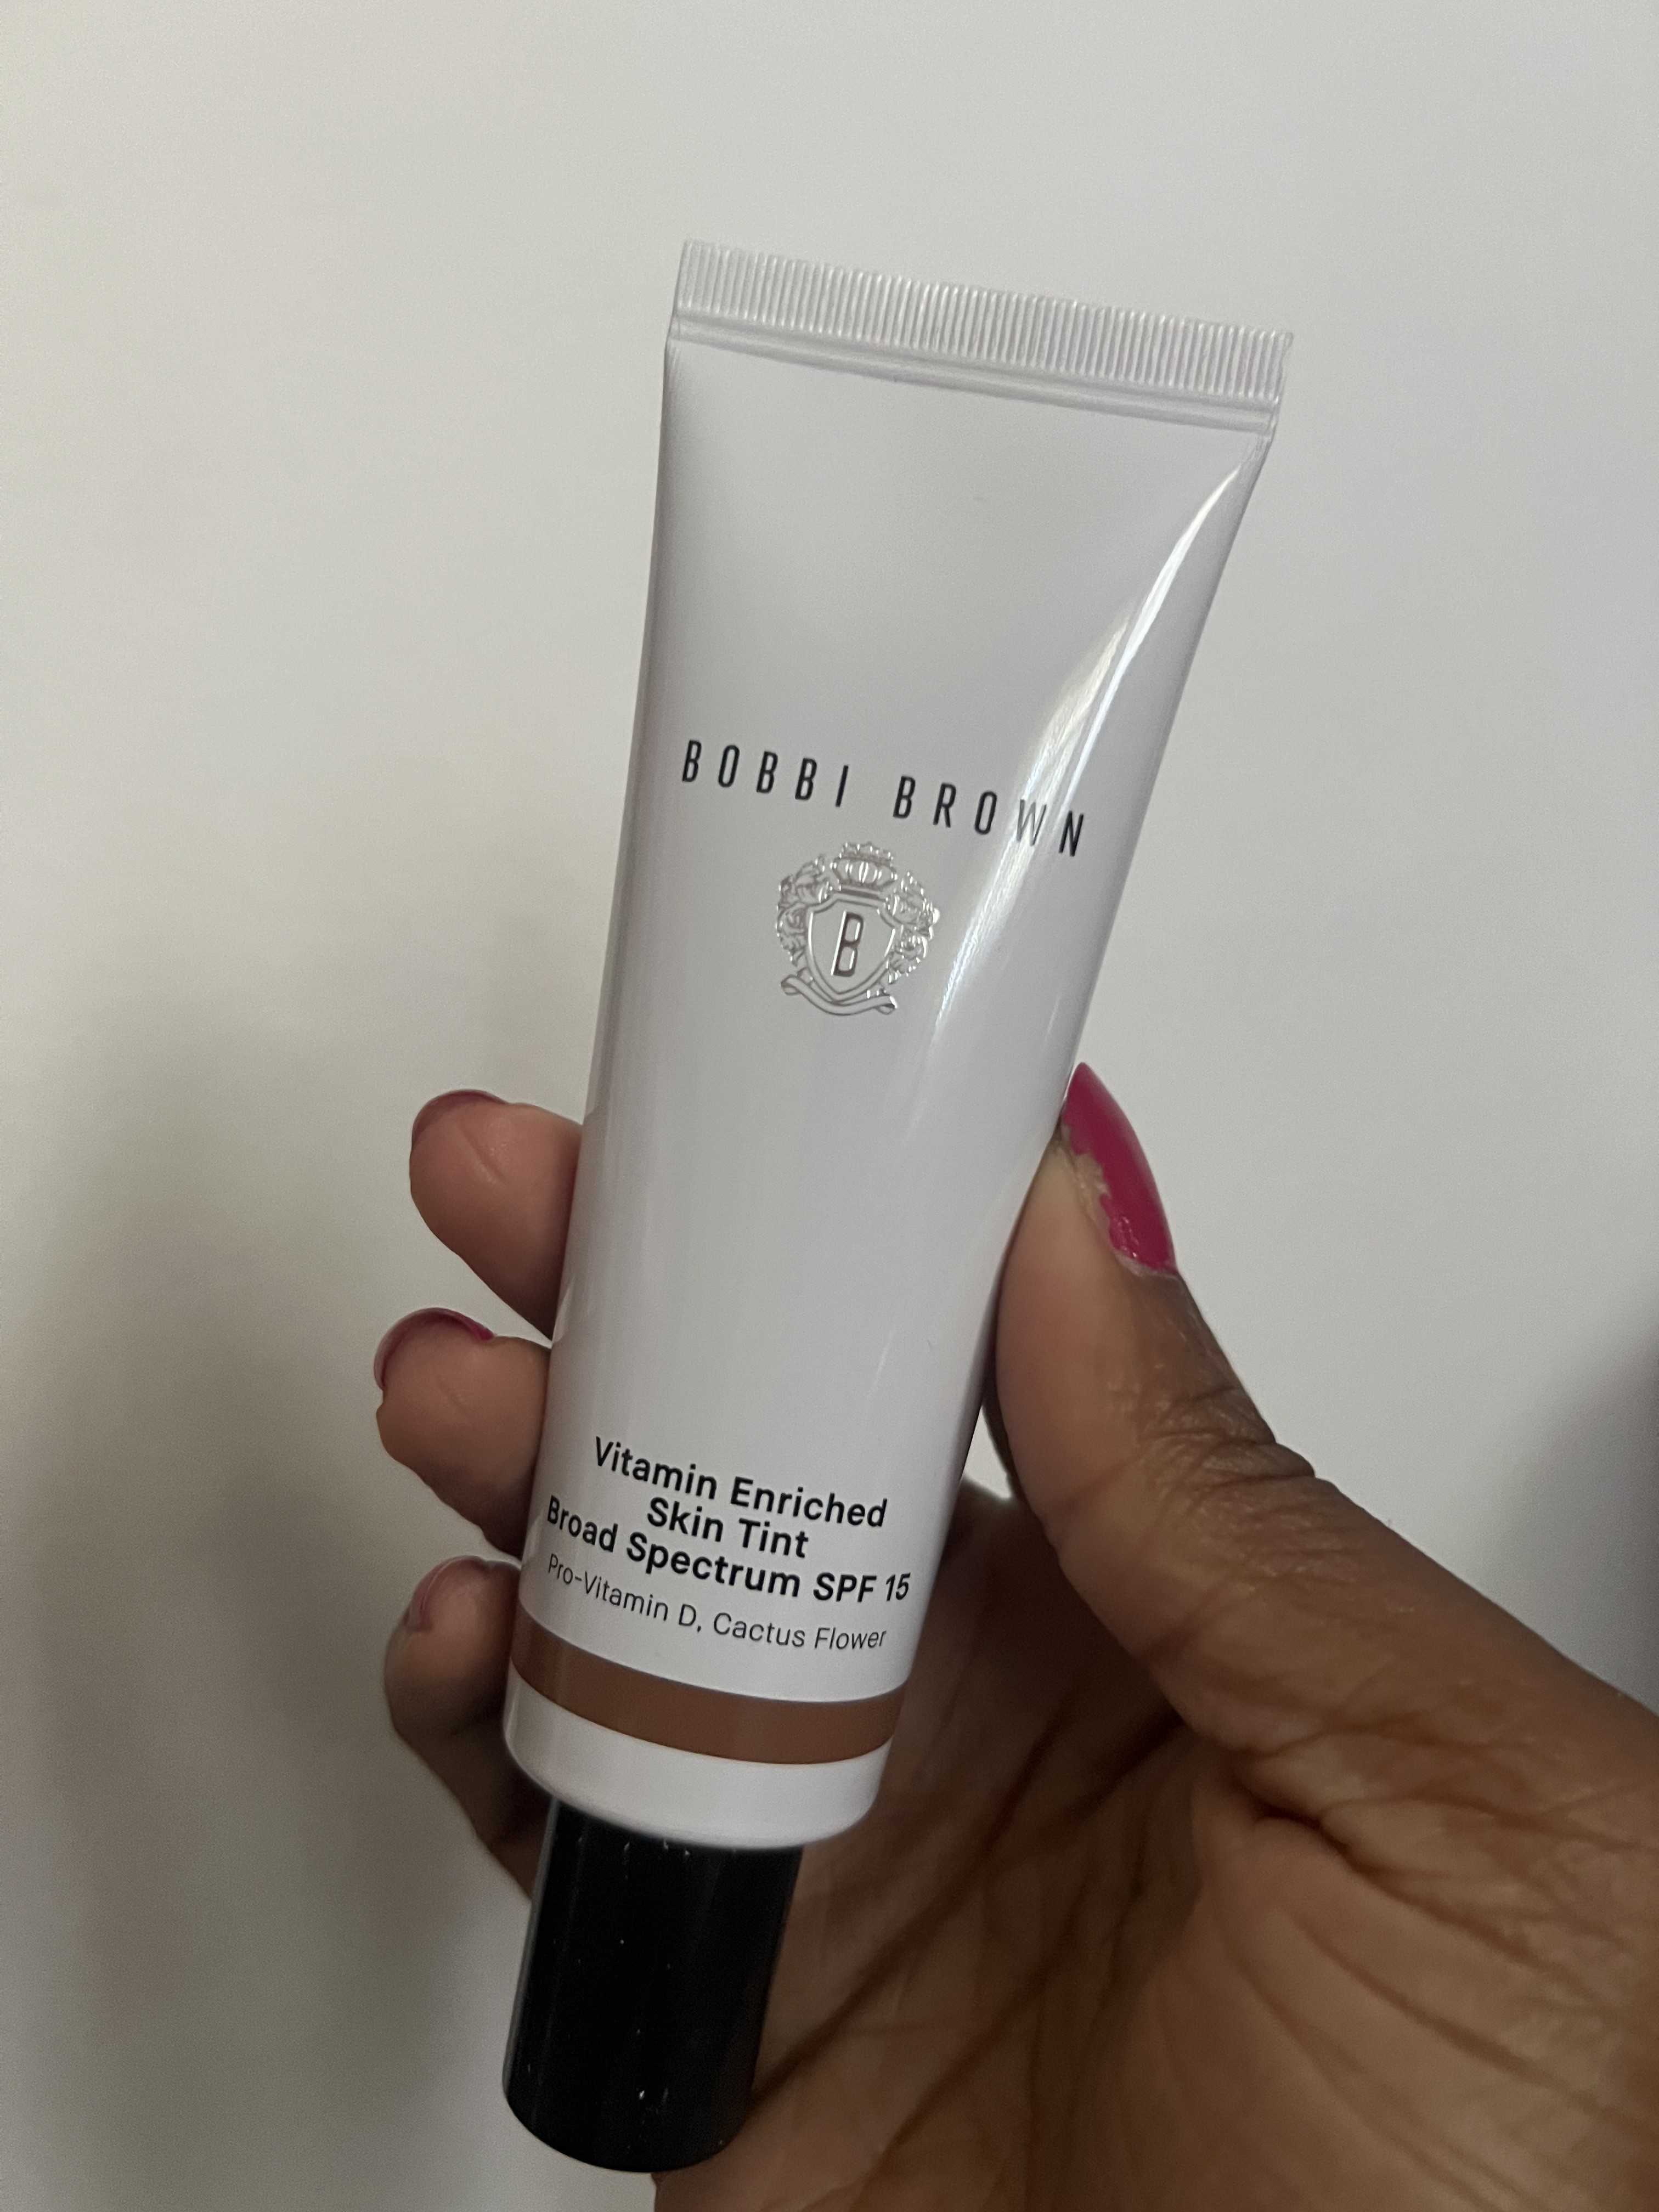 BOBBI BROWN
B
Vitamin Enriched
Skin Tint
Broad Spectrum SPF 15
Pro-Vitamin D, Cactus Flower